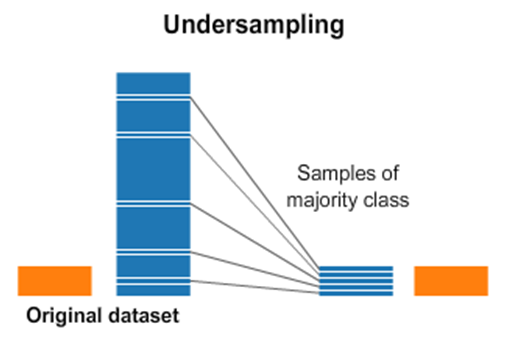 Undersampling
Samples of
majority class
Original dataset